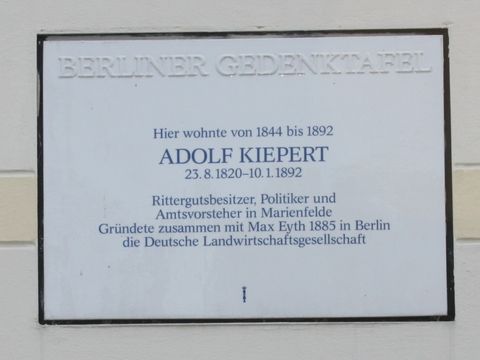 BERLINER GEDENKTAFEL
Hier wohnte von 1844 bis 1892
ADOLF KIEPERT
23.8.1820–10.1.1892
Rittergutsbesitzer, Politiker und
Amtsvorsteher in Marienfelde
Gründete zusammen mit Max Eyth 1885 in Berlin
die Deutsche Landwirtschaftsgesellschaft